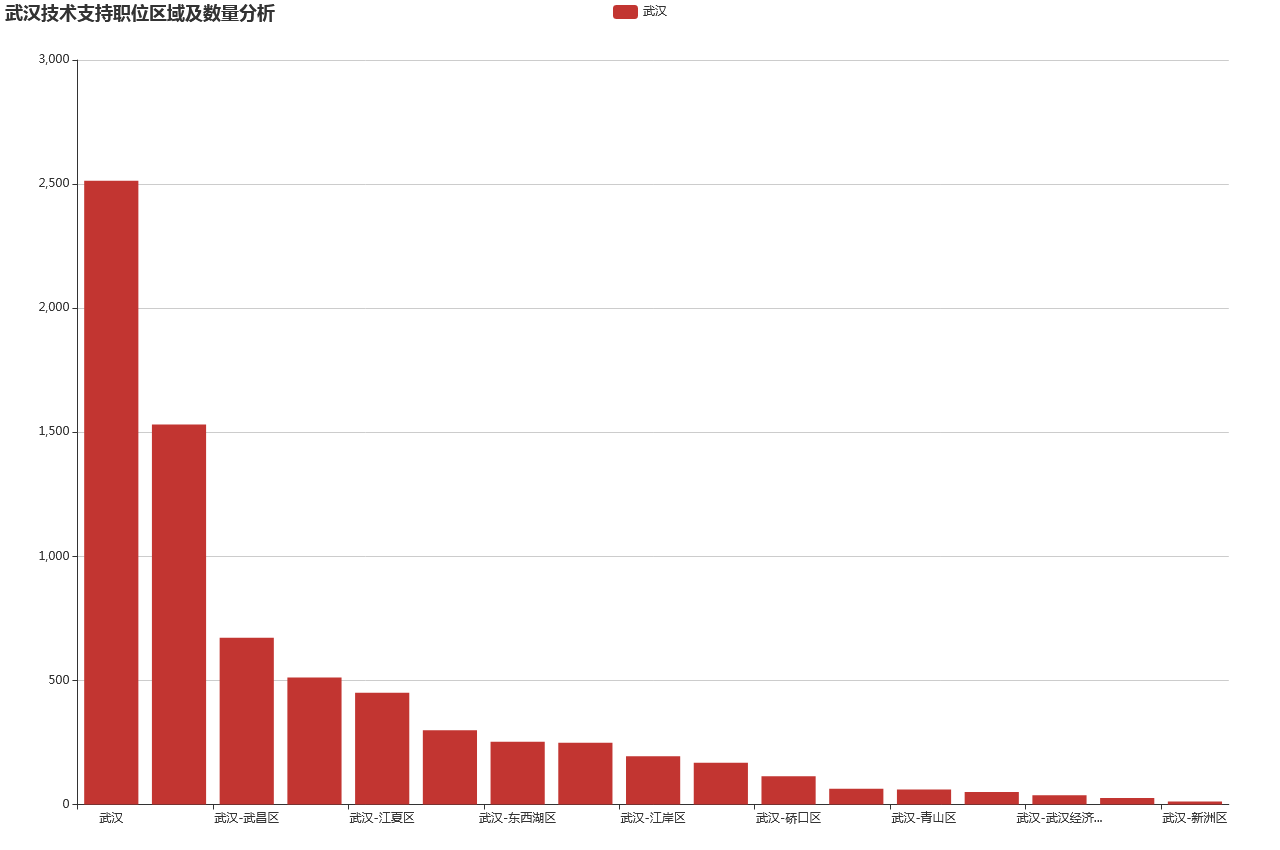 武汉技术支持职位区域及数量分析
武汉
3,000
2,500
2,000
1,500
1,000
500
0
武汉
武汉-武昌区
武汉-江夏区
武汉-东西湖区
武汉-江岸区
武汉-硚口区
武汉-青山区
武汉-武汉经济...
武汉-新洲区